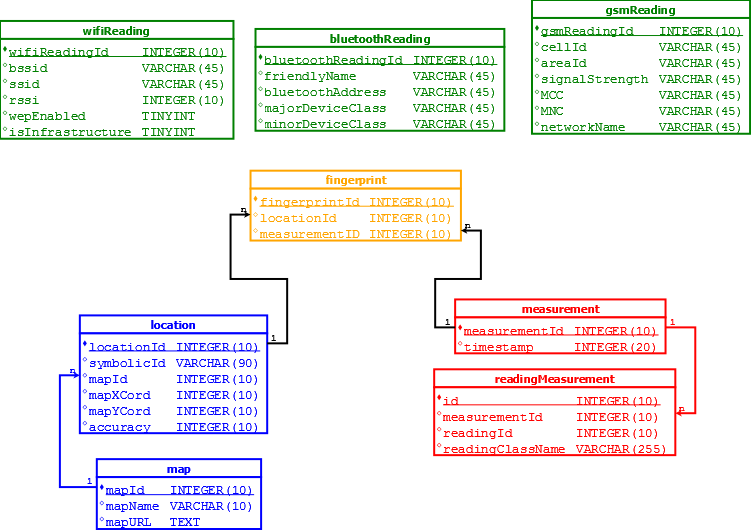 wifiReading
wifiReadingId INTEGER(10)
bssid VARCHAR(45)
ssid VARCHAR(45)
rssi INTEGER(10)
wepEnabled TINYINT
isInfrastructure TINYINT
bluetoothReading
bluetoothReadingId INTEGER(10)
friendlyName VARCHAR(45)
bluetoothAddress VARCHAR(45)
majorDeviceClass VARCHAR(45)
minorDeviceClass VARCHAR(45)
gsmReading
gsmReadingId INTEGER(10)
cellId VARCHAR(45)
areaId VARCHAR(45)
signalStrength VARCHAR(45)
MCC VARCHAR(45)
MNC VARCHAR(45)
networkName VARCHAR(45)
fingerprint
fingerprintId INTEGER(10)
locationId INTEGER(10)
measurementID INTEGER(10)
n
n
1
1
location
locationId INTEGER(10)
symbolicId VARCHAR(90)
mapId INTEGER(10)
mapXCord INTEGER(10)
mapYCord INTEGER(10)
accuracy INTEGER(10)
n
1
map
mapId INTEGER(10)
mapName VARCHAR(10)
mapURL TEXT
measurement
measurementId INTEGER(10)
timestamp INTEGER(20)
1
n
readingMeasurement
id INTEGER(10)
measurementId INTEGER(10)
readingId INTEGER(10)
readingClassName VARCHAR(255)